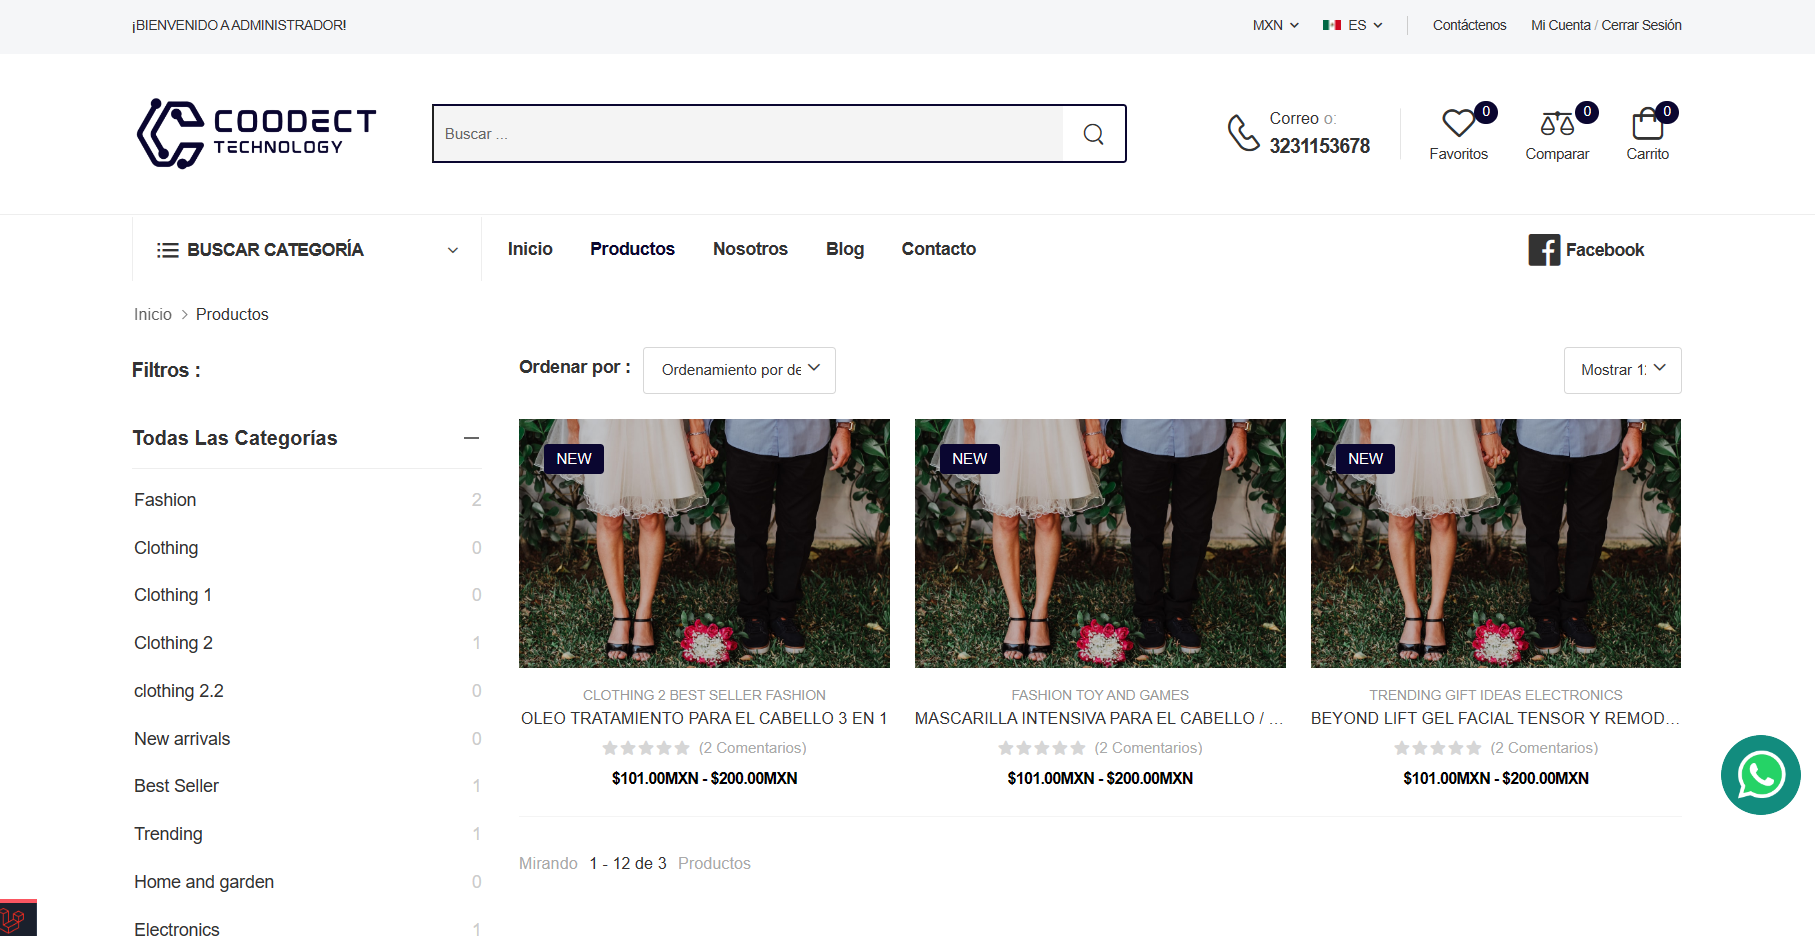 ¡BIENVENIDO A ADMINISTRADOR!
MXN ES Contáctenos Mi Cuenta / Cerrar Sesión
COODECT
TECHNOLOGY
Buscar ...
Correo o:
3231153678
0
Favoritos
0
Comparar
0
Carrito
BUSCAR CATEGORÍA
Inicio Productos Nosotros Blog Contacto
Facebook
Inicio > Productos
Filtros :
Todas Las Categorías
Fashion 2
Clothing 0
Clothing 1 0
Clothing 2 1
clothing 2.2 0
New arrivals 0
Best Seller 1
Trending 1
Home and garden 0
Electronics 1
Ordenar por : Ordenamiento por de
Mostrar 1
NEW
CLOTHING 2 BEST SELLER FASHION
OLEO TRATAMIENTO PARA EL CABELLO 3 EN 1
(2 Comentarios)
$101.00MXN - $200.00MXN
NEW
FASHION TOY AND GAMES
MASCARILLA INTENSIVA PARA EL CABELLO / ...
(2 Comentarios)
$101.00MXN - $200.00MXN
NEW
TRENDING GIFT IDEAS ELECTRONICS
BEYOND LIFT GEL FACIAL TENSOR Y REMOD...
(2 Comentarios)
$101.00MXN - $200.00MXN
Mirando 1 - 12 de 3 Productos